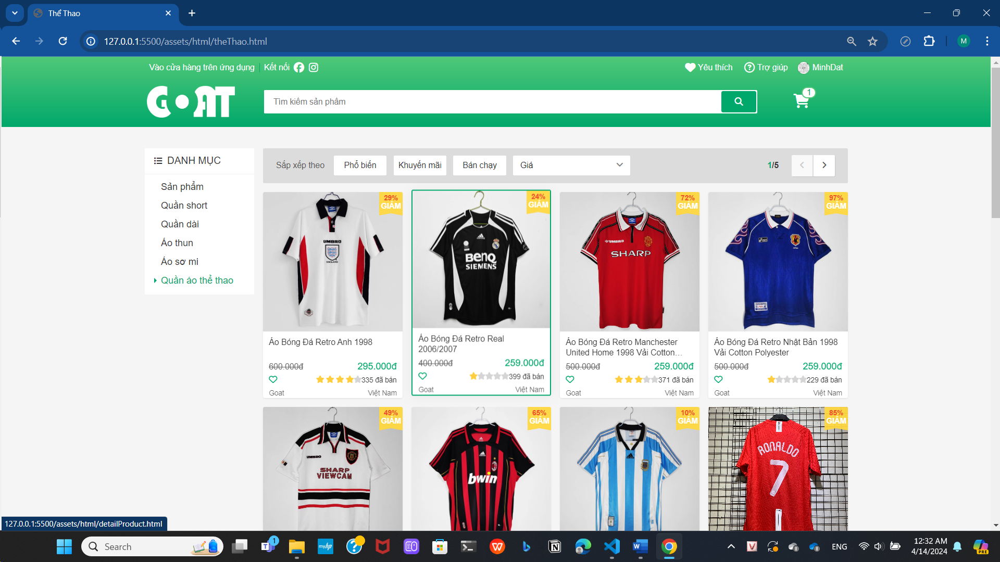 Thể Thao
127.0.0.1:5500/assets/html/theThao.html
M
Vào cửa hàng trên ứng dụng
Kết nối
Yêu thích
Trợ giúp
MinhDat
GOAT
Tìm kiếm sản phẩm
1
DANH MỤC
Sản phẩm
Quần short
Quần dài
Áo thun
Áo sơ mi
Quần áo thể thao
Sắp xếp theo
Phổ biến
Khuyến mãi
Bán chạy
Giá
1/5
29%
GIẢM
UMBRO
ENGLAND
Áo Bóng Đá Retro Anh 1998
600.000đ
295.000đ
335 đã bán
Goat
Việt Nam
24%
GIẢM
BenQ
SIEMENS
Áo Bóng Đá Retro Real
2006/2007
400.000đ
259.000đ
399 đã bán
Goat
Việt Nam
72%
GIẢM
UMBRO
SHARP
Áo Bóng Đá Retro Manchester
United Home 1998 Vải Cotton...
500.000đ
259.000đ
371 đã bán
Goat
Việt Nam
97%
GIẢM
Áo Bóng Đá Retro Nhật Bản 1998
Vải Cotton Polyester
500.000đ
259.000đ
229 đã bán
Goat
Việt Nam
49%
GIẢM
UMBRO
SHARP
VIEWCAM
65%
GIẢM
bwin
10%
GIẢM
85%
GIẢM
RONALDO
7
127.0.0.1:5500/assets/html/detailProduct.html
Search
1
myhp
ENG
12:32 AM
4/14/2024
PRE